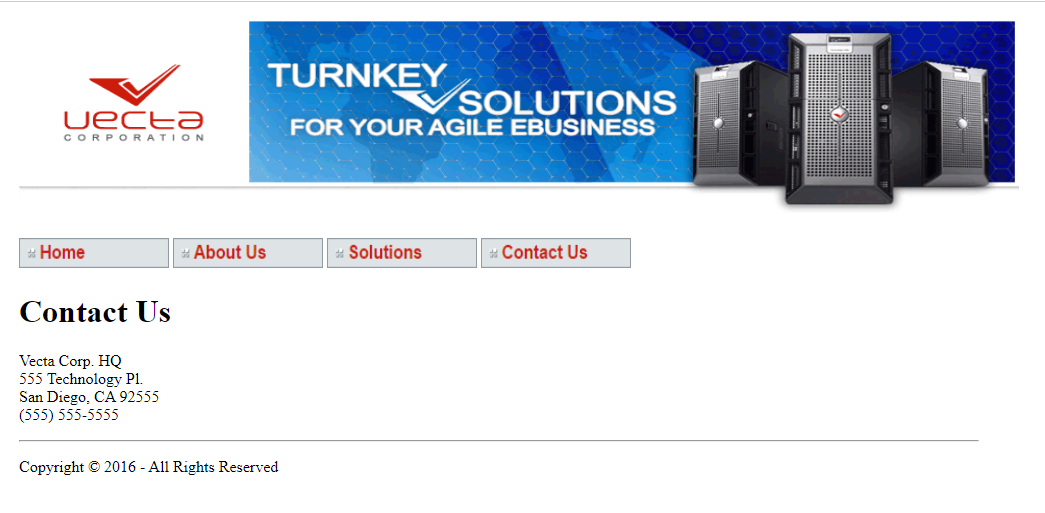 vecta
CORPORATION
TURNKEY
SOLUTIONS
FOR YOUR AGILE EBUSINESS
Home
About Us
Solutions
Contact Us
Contact Us
Vecta Corp. HQ
555 Technology Pl.
San Diego, CA 92555
(555) 555-5555
Copyright © 2016 - All Rights Reserved